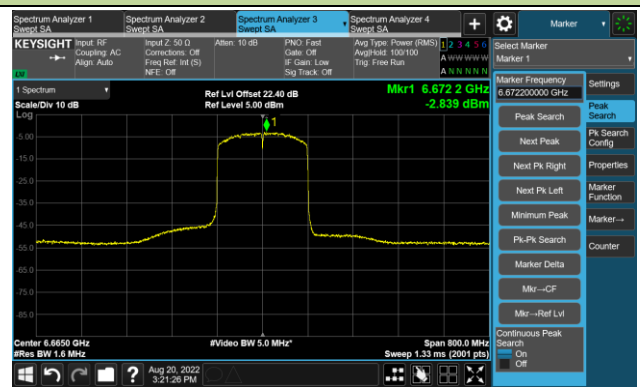 Spectrum Analyzer 1
Swept SA
Spectrum Analyzer 2
Swept SA
Spectrum Analyzer 3
Swept SA
Spectrum Analyzer 4
Swept SA
Marker
KEYSIGHT
Input: RF
Coupling: AC
Align: Auto
Input Z: 50 Ω
Corrections: Off
Freq Ref: Int (S)
NFE: Off
Atten: 10 dB
PNO: Fast
Gate: Off
IF Gain: Low
Sig Track: Off
Avg Type: Power (RMS)
Avg|Hold: 100/100
Trig: Free Run
1 2 3 4 5 6
A W W W W W
A N N N N N
Select Marker
Marker 1
1 Spectrum
Scale/Div 10 dB
Log
Ref Lvl Offset 22.40 dB
Ref Level 5.00 dBm
Mkr1 6.672 2 GHz
-2.839 dBm
1
-5.00
-15.0
-25.0
-35.0
-45.0
-55.0
-65.0
-75.0
-85.0
Center 6.6650 GHz
#Res BW 1.6 MHz
#Video BW 5.0 MHz*
Span 800.0 MHz
Sweep 1.33 ms (2001 pts)
Marker Frequency
6.672200000 GHz
Peak Search
Next Peak
Next Pk Right
Next Pk Left
Minimum Peak
Pk-Pk Search
Marker Delta
Mkr→CF
Mkr→Ref Lvl
Continuous Peak
Search
On
Off
Settings
Peak
Search
Pk Search
Config
Properties
Marker
Function
Marker→
Counter
?
Aug 20, 2022
3:21:26 PM